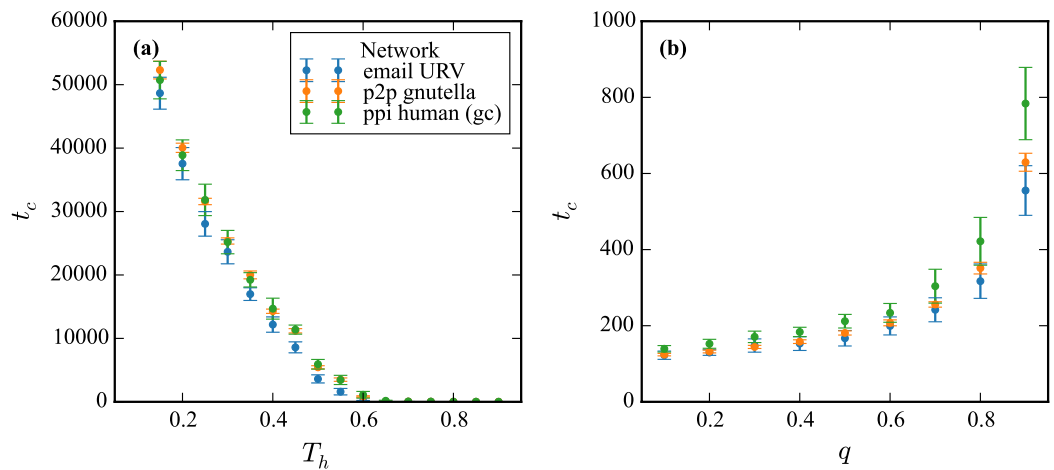 (a)
Network
email URV
p2p gnutella
ppi human (gc)
60000
50000
40000
30000
20000
10000
0
t_c
0.2 0.4 0.6 0.8
T_h
(b)
1000
800
600
400
200
0
t_c
0.2 0.4 0.6 0.8
q